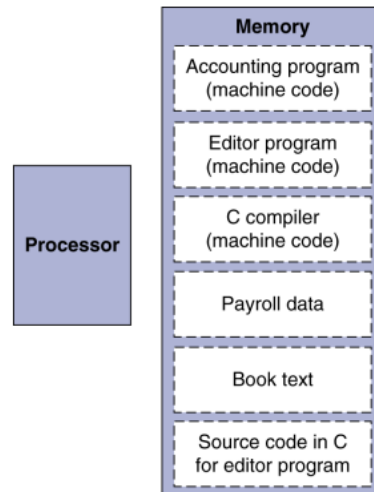 Memory
Accounting program
(machine code)
Editor program
(machine code)
Processor
C compiler
(machine code)
Payroll data
Book text
Source code in C
for editor program